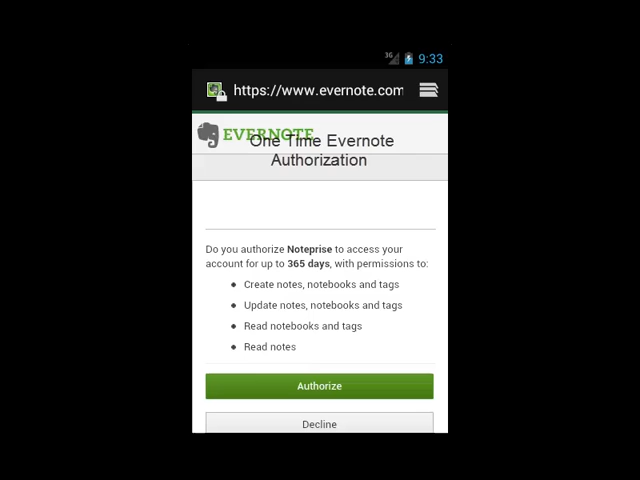 3G 9:33
https://www.evernote.com
EVERNOTE
One Time Evernote
Authorization
Do you authorize Noteprise to access your
account for up to 365 days, with permissions to:
Create notes, notebooks and tags
Update notes, notebooks and tags
Read notebooks and tags
Read notes
Authorize
Decline